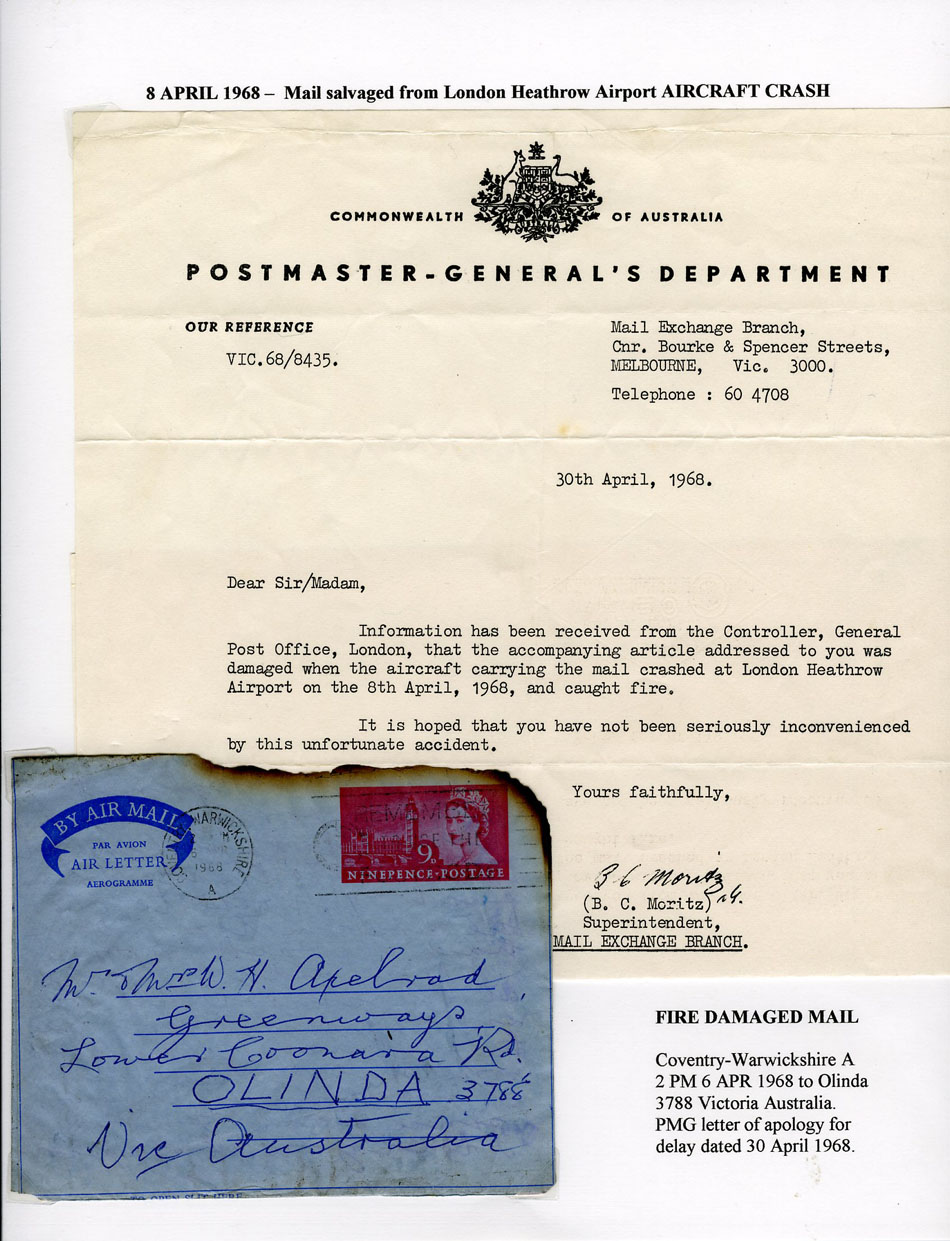 8 APRIL 1968 – Mail salvaged from London Heathrow Airport AIRCRAFT CRASH
COMMONWEALTH OF AUSTRALIA
POSTMASTER-GENERAL'S DEPARTMENT
OUR REFERENCE
VIC.68/8435.
Mail Exchange Branch,
Cnr. Bourke & Spencer Streets,
MELBOURNE, Vic. 3000.
Telephone : 60 4708
30th April, 1968.
Dear Sir/Madam,
Information has been received from the Controller, General
Post Office, London, that the accompanying article addressed to you was
damaged when the aircraft carrying the mail crashed at London Heathrow
Airport on the 8th April, 1968, and caught fire.
It is hoped that you have not been seriously inconvenienced
by this unfortunate accident.
Yours faithfully,
B C Moritz
(B. C. Moritz)
Superintendent,
MAIL EXCHANGE BRANCH.
BY AIR MAIL
PAR AVION
AIR LETTER
AEROGRAMME
WARWICKSHIRE
1968
A
9D
NINEPENCE·POSTAGE
Mr. & Mrs W. H. Apelrad
Greenways,
Lower Coonara Rd.
OLINDA 3788
Vic Australia
TO OPEN SLIT HERE
FIRE DAMAGED MAIL
Coventry-Warwickshire A
2 PM 6 APR 1968 to Olinda
3788 Victoria Australia.
PMG letter of apology for
delay dated 30 April 1968.